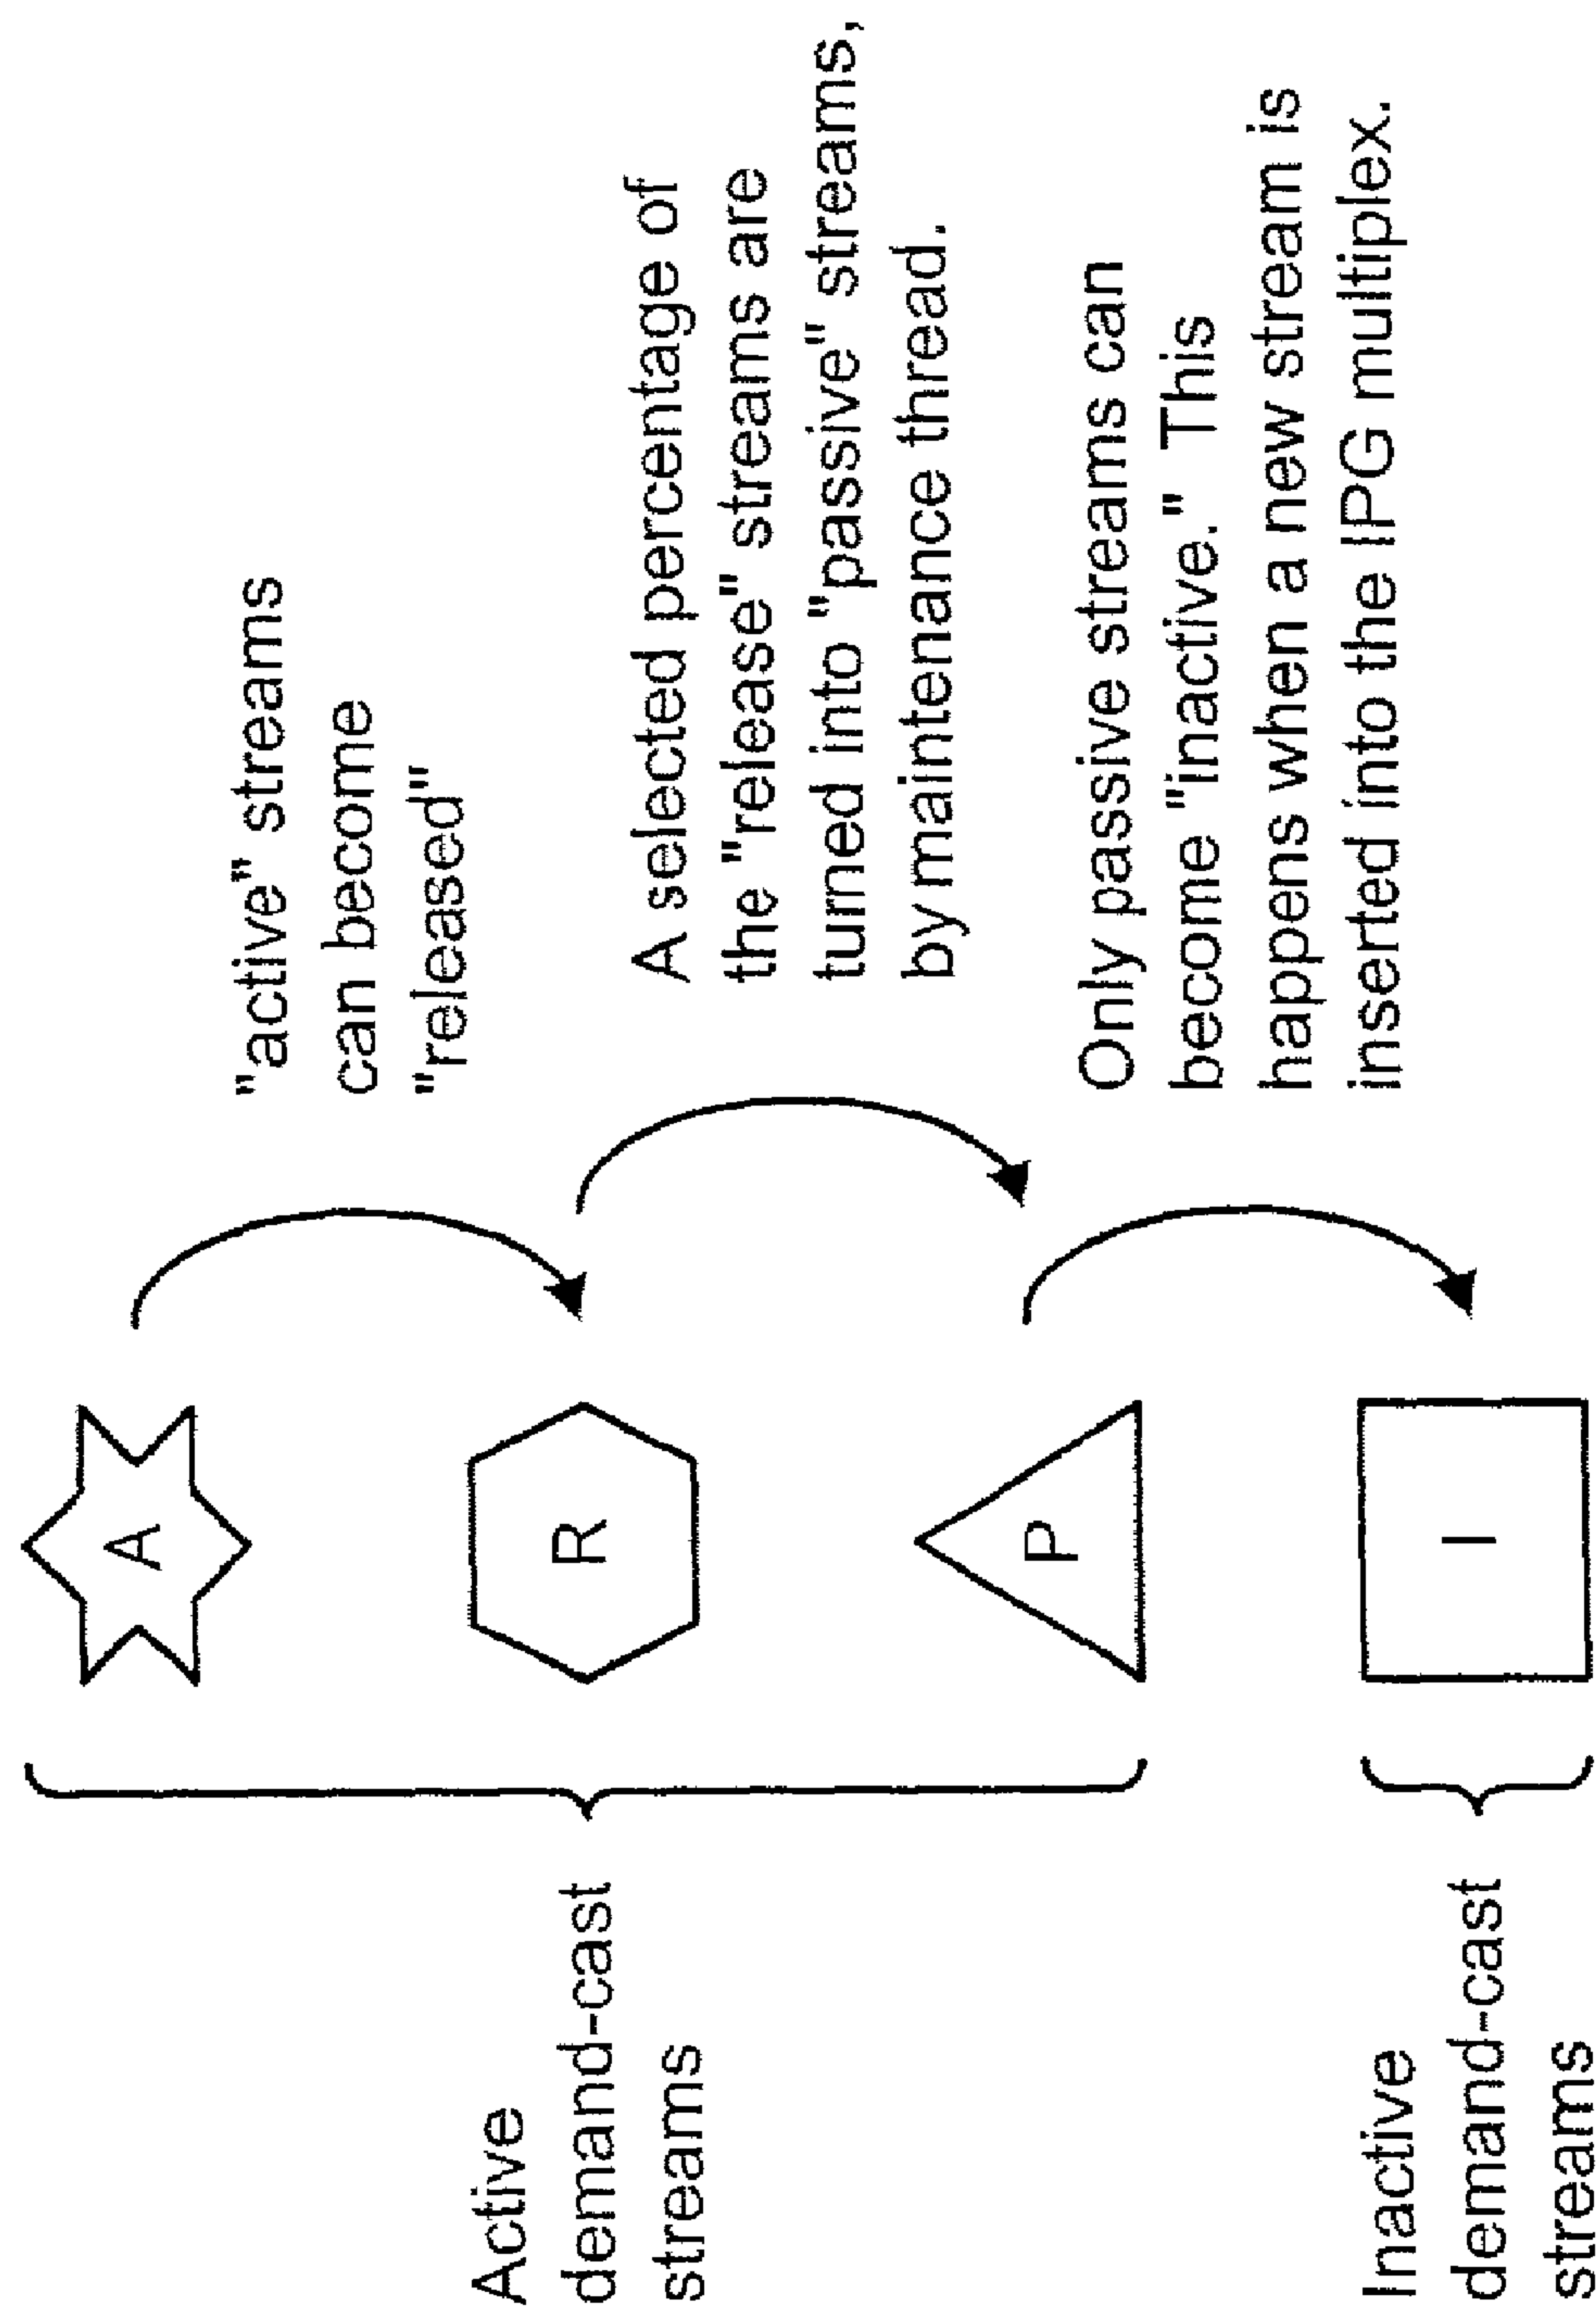 Active
demand-cast
streams
A
R
P
"active" streams
can become
"released"
A selected percentage of
the "release" streams are
turned into "passive" streams,
by maintenance thread.
Inactive
demand-cast
streams
I
Only passive streams can
become "inactive." This
happens when a new stream is
inserted into the IPG multiplex.